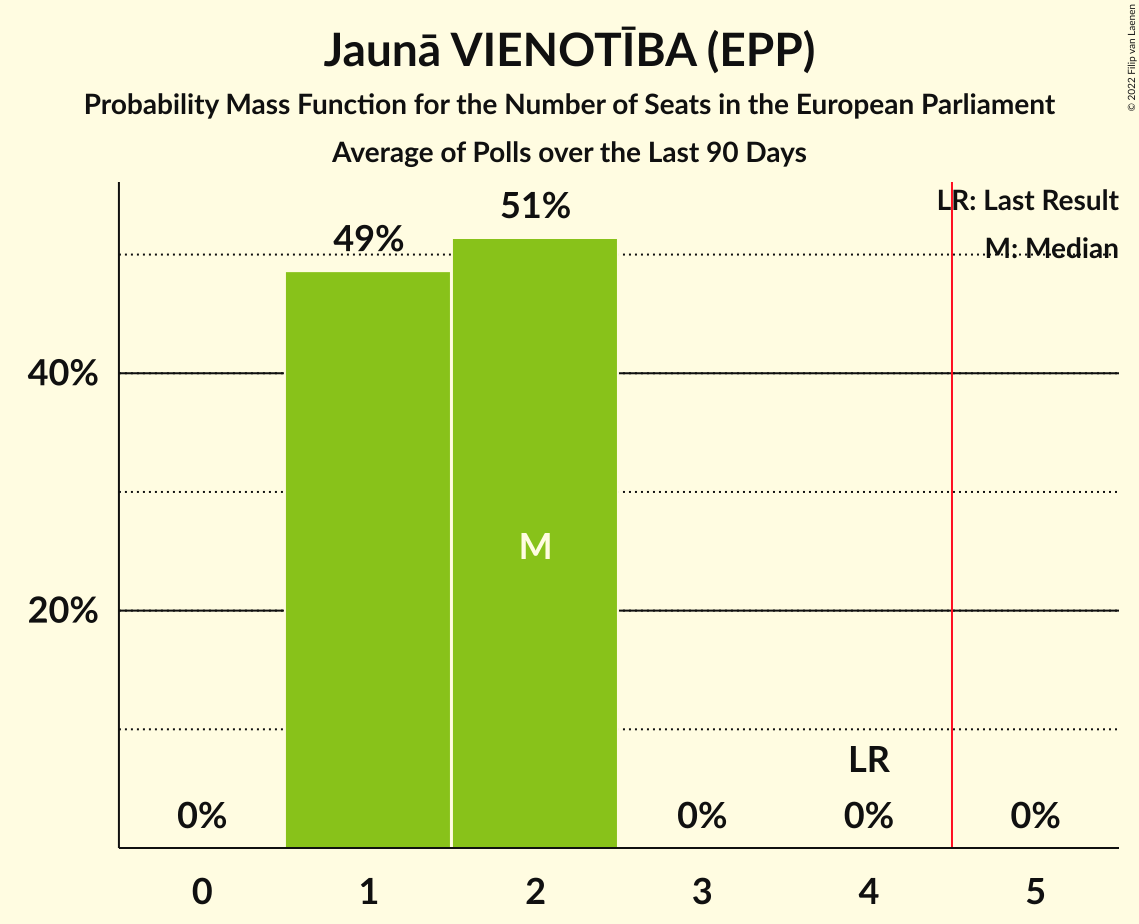 Jaunā VIENOTĪBA (EPP)
Probability Mass Function for the Number of Seats in the European Parliament
Average of Polls over the Last 90 Days
© 2022 Filip van Laenen
LR: Last Result
M: Median
51%
49%
40%
M
20%
LR
0%
0%
0%
0%
0
1
2
3
4
5